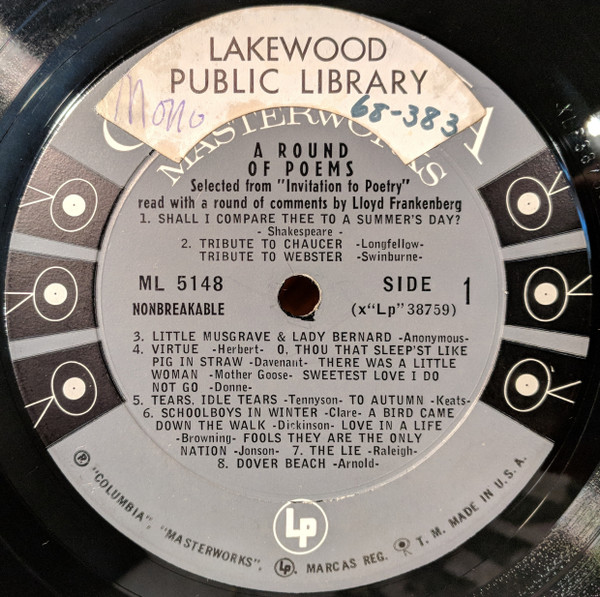 LAKEWOOD
PUBLIC LIBRARY
Mono
68-383
MASTERWORKS
A ROUND
OF POEMS
Selected from "Invitation to Poetry"
read with a round of comments by Lloyd Frankenberg
1. SHALL I COMPARE THEE TO A SUMMER'S DAY?
- Shakespeare -
2. TRIBUTE TO CHAUCER -Longfellow-
TRIBUTE TO WEBSTER -Swinburne-
ML 5148
SIDE 1
NONBREAKABLE
(x"Lp"38759)
3. LITTLE MUSGRAVE & LADY BERNARD -Anonymous-
4. VIRTUE -Herbert- O, THOU THAT SLEEP'ST LIKE
PIG IN STRAW -Davenant- THERE WAS A LITTLE
WOMAN -Mother Goose- SWEETEST LOVE I DO
NOT GO -Donne-
5. TEARS, IDLE TEARS -Tennyson- TO AUTUMN -Keats-
6. SCHOOLBOYS IN WINTER -Clare- A BIRD CAME
DOWN THE WALK -Dickinson- LOVE IN A LIFE
-Browning- FOOLS THEY ARE THE ONLY
NATION -Jonson- 7. THE LIE -Raleigh-
8. DOVER BEACH -Arnold-
Lp
® "COLUMBIA", "MASTERWORKS", Lp, MARCAS REG. T. M. MADE IN U. S. A.